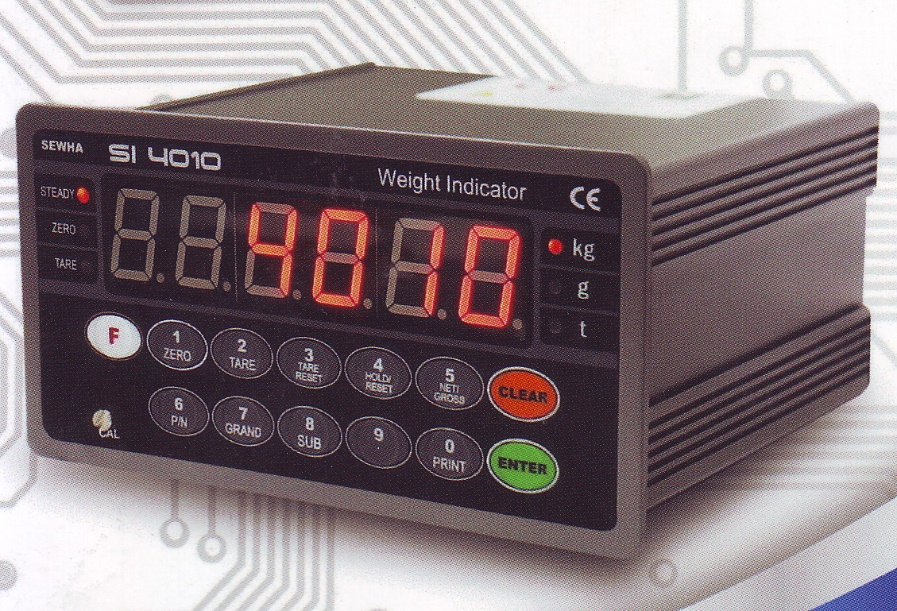 SEWHA SI 4010
Weight Indicator CE
STEADY
ZERO
TARE
4010
kg
g
t
F
1 ZERO
2 TARE
3 TARE RESET
4 HOLD/ RESET
5 NET/ GROSS
CLEAR
CAL
6 P/N
7 GRAND
8 SUB
9
0 PRINT
ENTER